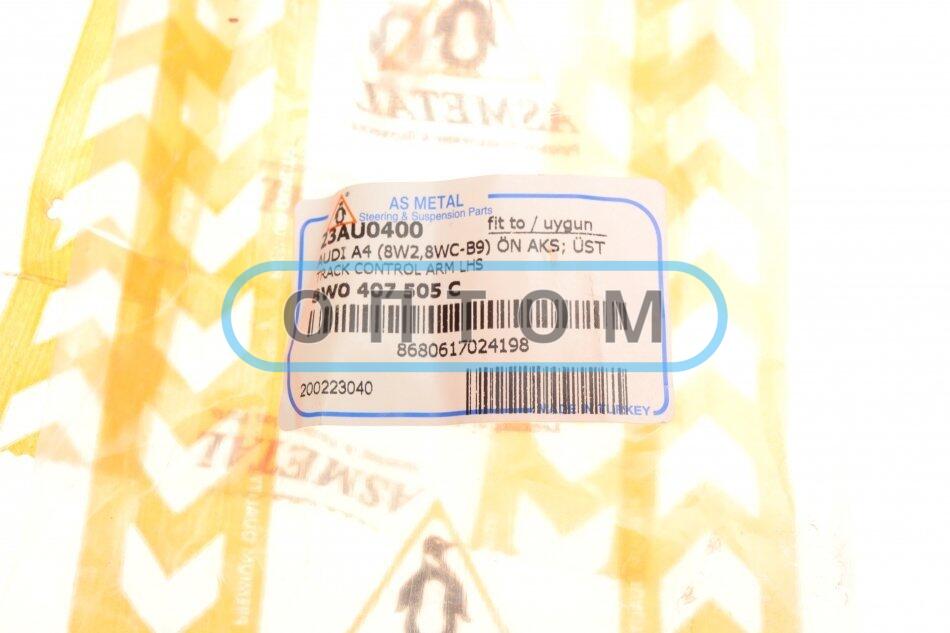 ASMETAL
AS METAL
Steering & Suspension Parts
23AU0400
fit to / uygun
AUDI A4 (8W2,8WC-B9) ÖN AKS; ÜST
TRACK CONTROL ARM LHS
8W0 407 505 C
ОПТОМ
8680617024198
200223040
MADE IN TURKEY
ASMETAL